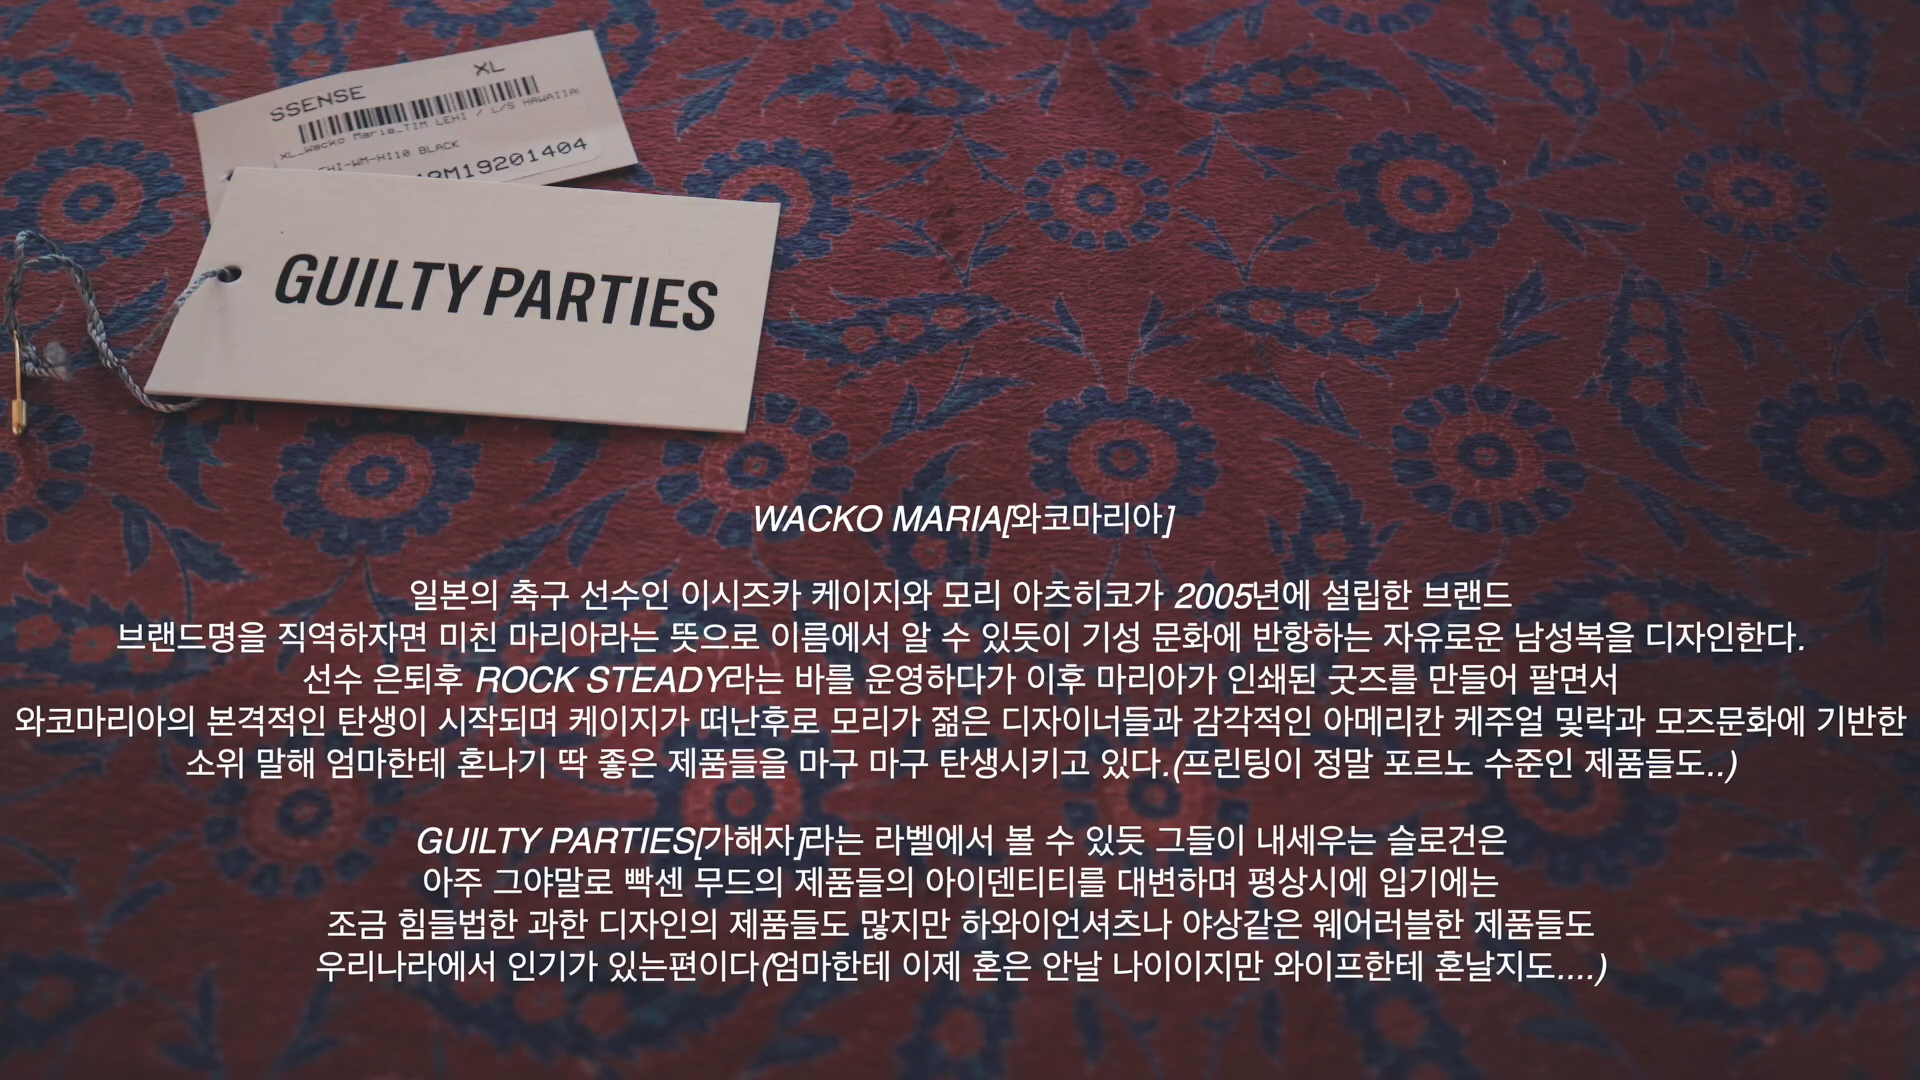 XL
SSENSE
XL_Wacko Maria_TIM LEHI / L/S HAWAIIA
EHI-WM-HI10 BLACK
19201404
GUILTY PARTIES
WACKO MARIA[와코마리아]
일본의 축구 선수인 이시즈카 케이지와 모리 아츠히코가 2005년에 설립한 브랜드
브랜드명을 직역하자면 미친 마리아라는 뜻으로 이름에서 알 수 있듯이 기성 문화에 반항하는 자유로운 남성복을 디자인한다.
선수 은퇴후 ROCK STEADY라는 바를 운영하다가 이후 마리아가 인쇄된 굿즈를 만들어 팔면서
와코마리아의 본격적인 탄생이 시작되며 케이지가 떠난후로 모리가 젊은 디자이너들과 감각적인 아메리칸 케주얼 및락과 모즈문화에 기반한
소위 말해 엄마한테 혼나기 딱 좋은 제품들을 마구 마구 탄생시키고 있다.(프린팅이 정말 포르노 수준인 제품들도..)
GUILTY PARTIES[가해자]라는 라벨에서 볼 수 있듯 그들이 내세우는 슬로건은
아주 그야말로 빡센 무드의 제품들의 아이덴티티를 대변하며 평상시에 입기에는
조금 힘들법한 과한 디자인의 제품들도 많지만 하와이언셔츠나 야상같은 웨어러블한 제품들도
우리나라에서 인기가 있는편이다(엄마한테 이제 혼은 안날 나이이지만 와이프한테 혼날지도....)